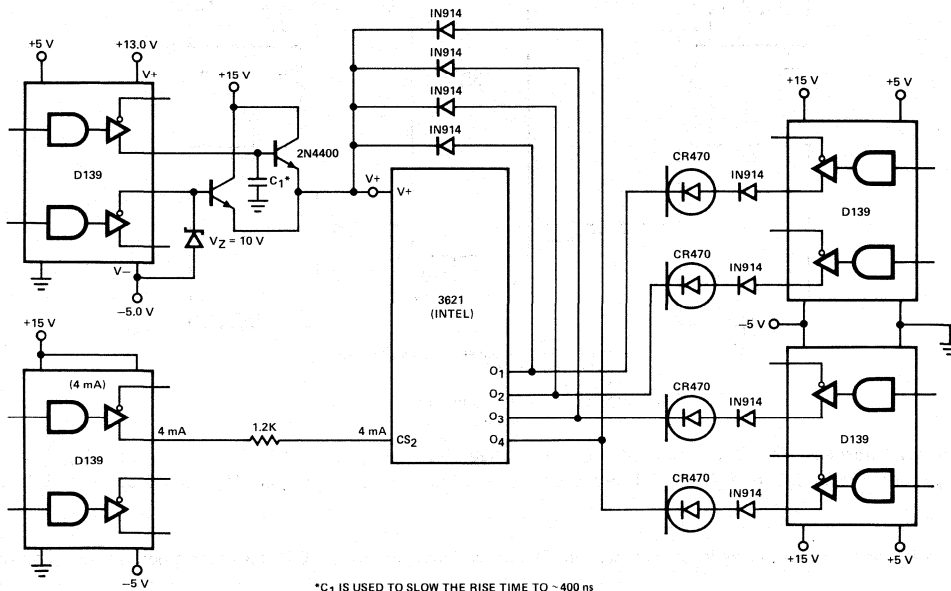 IN914
IN914
IN914
IN914
+5 V
+13.0 V
V+
+15 V
D139
2N4400
C1*
V+
V+
VZ = 10 V
V–
–5.0 V
3621
(INTEL)
O1
O2
O3
O4
CS2
+15 V
(4 mA)
4 mA
1.2K
4 mA
D139
–5 V
+15 V
+5 V
CR470
IN914
D139
CR470
IN914
–5 V
CR470
IN914
D139
CR470
IN914
+15 V
+5 V
*C1 IS USED TO SLOW THE RISE TIME TO ~400 ns